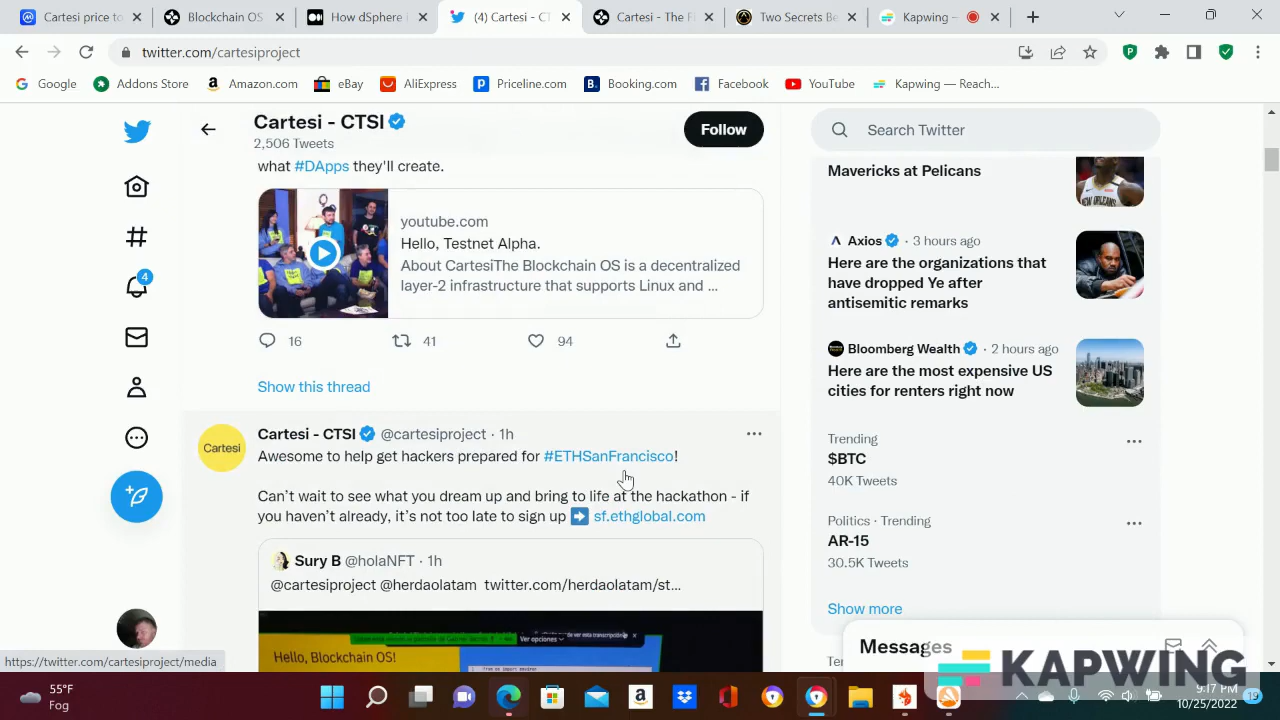 (4) Cartesi - CT
Blockchain OS
Head over
Cartesi - The
Two Secrets Be
Kapwing —
twitter.com/cartesiproject
Google
Addons Store
Amazon.com
eBay
AliExpress
Priceline.com
Booking.com
Facebook
YouTube
Kapwing — Reach...
Cartesi - CTSI
2,506 Tweets
Follow
what #DApps they'll create.
youtube.com
Hello, Testnet Alpha.
About CartesiThe Blockchain OS is a decentralized
layer-2 infrastructure that supports Linux and ...
16
41
94
Show this thread
4
Cartesi
Cartesi - CTSI @cartesiproject · 1h
Awesome to help get hackers prepared for #ETHSanFrancisco!
Can't wait to see what you dream up and bring to life at the hackathon - if
you haven't already, it's not too late to sign up ➡ sf.ethglobal.com
Sury B @holaNFT · 1h
@cartesiproject @herdaolatam twitter.com/herdaolatam/st...
Ver opciones
Hello, Blockchain OS!
Search Twitter
Mavericks at Pelicans
Axios · 3 hours ago
Here are the organizations that
have dropped Ye after
antisemitic remarks
Bloomberg Wealth · 2 hours ago
Here are the most expensive US
cities for renters right now
Trending
$BTC
40K Tweets
Politics · Trending
AR-15
30.5K Tweets
Show more
Messages
KAPWING
https://twitter.com/cartesiproject/media
55°F
Fog
9:17 PM
10/25/2022
19